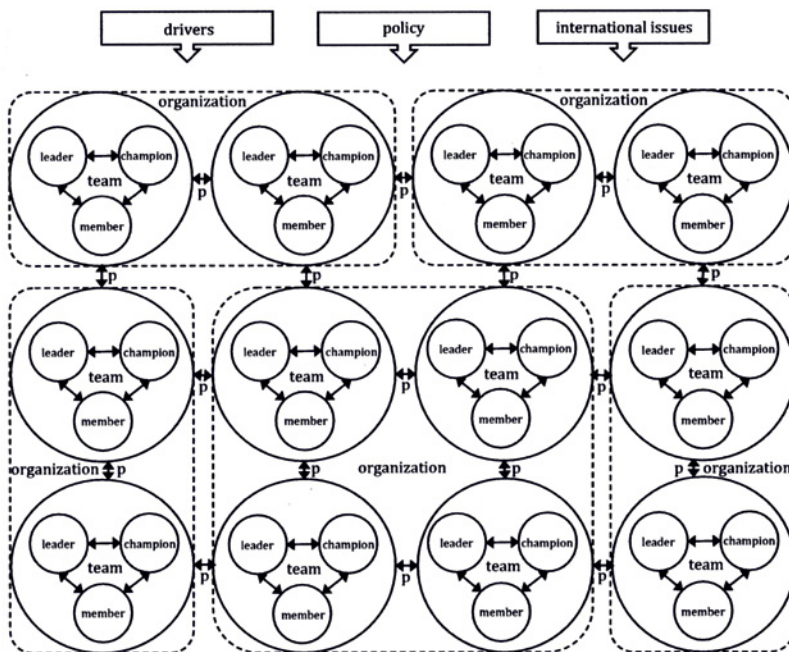 drivers policy international issues
organization organization
leader champion leader champion leader champion leader champion
team team team team
p p p
member member member member
p p p p
leader champion leader champion leader champion leader champion
team team team team
p p p
member member member member
organization p p organization p p organization
leader champion leader champion leader champion leader champion
team team team team
p p p
member member member member